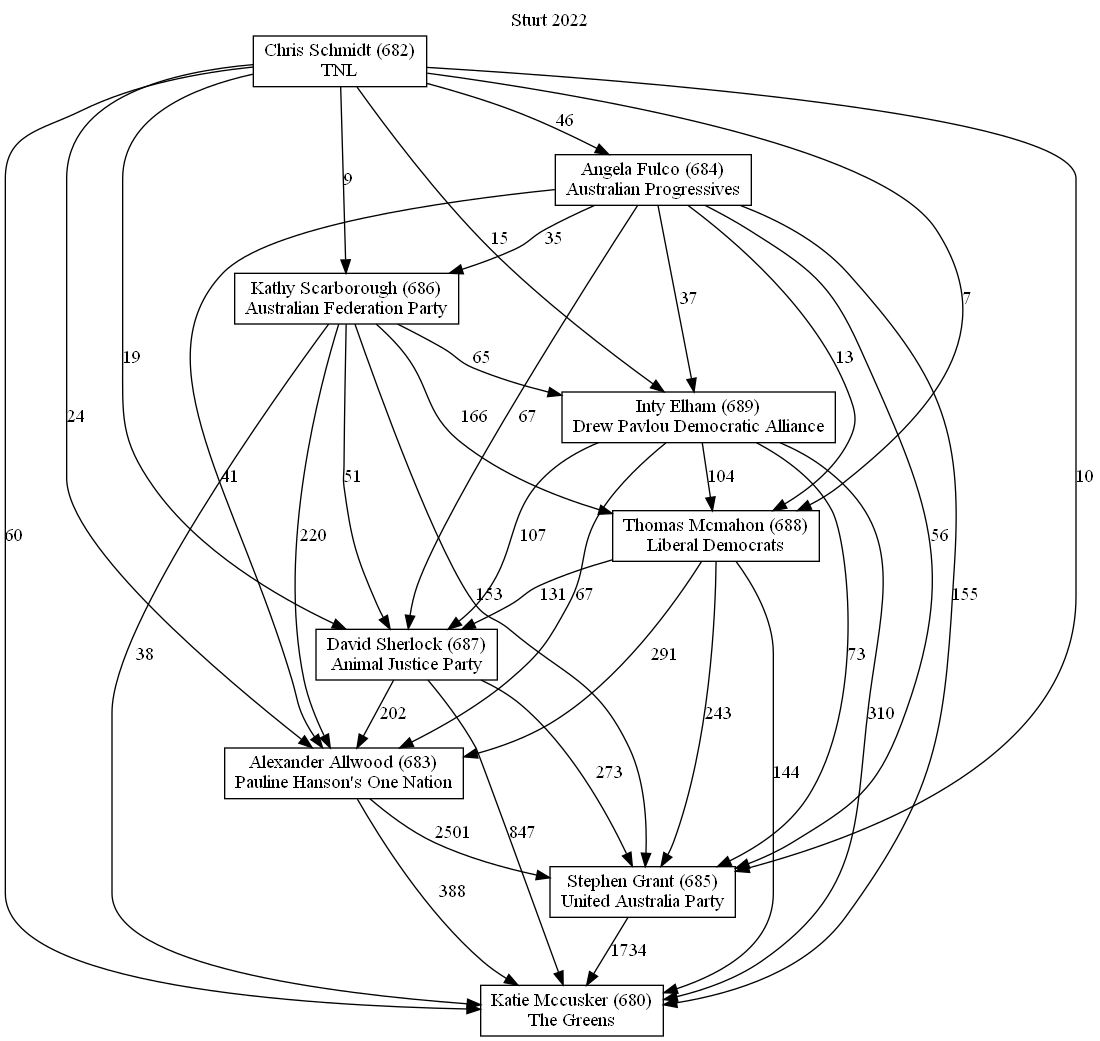 Sturt 2022
Chris Schmidt (682)
TNL
46
Angela Fulco (684)
Australian Progressives
9
15
35
Kathy Scarborough (686)
Australian Federation Party
37
7
19
65
13
Inty Elham (689)
Drew Pavlou Democratic Alliance
24
166
67
41
51
104
Thomas Mcmahon (688)
Liberal Democrats
10
60
220
107
56
153
131
67
155
David Sherlock (687)
Animal Justice Party
38
291
73
202
243
310
Alexander Allwood (683)
Pauline Hanson's One Nation
273
144
2501
847
Stephen Grant (685)
United Australia Party
388
1734
Katie Mccusker (680)
The Greens